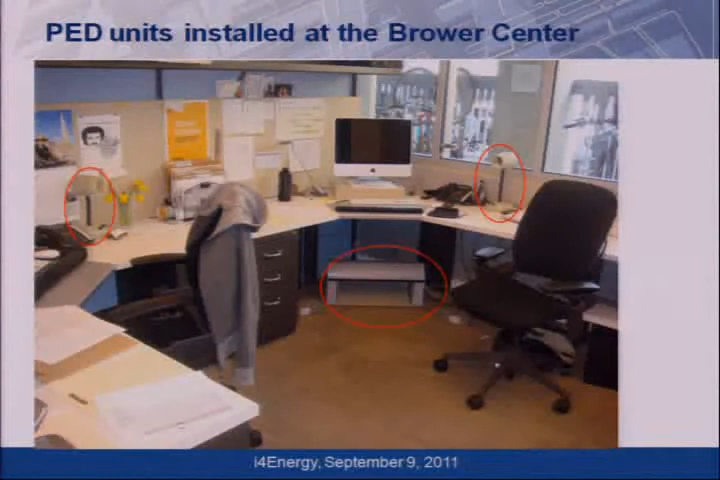 PED units installed at the Brower Center
i4Energy, September 9, 2011